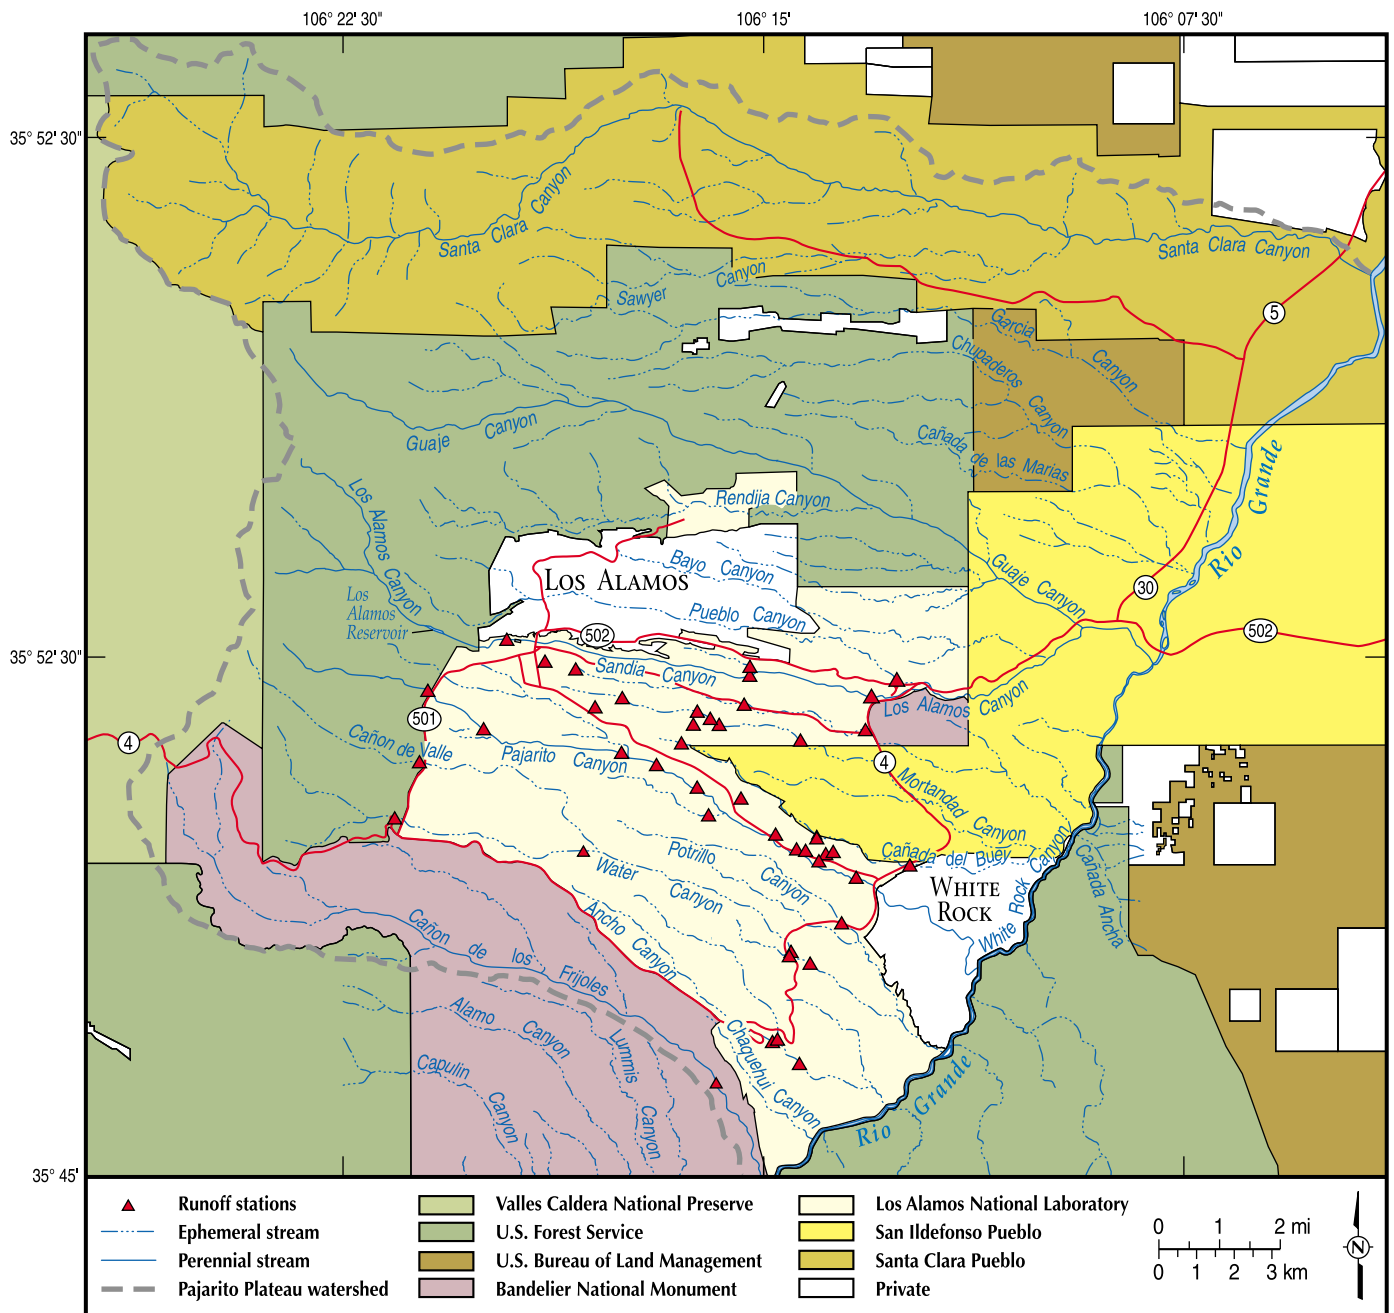 106° 22' 30"
106° 15'
106° 07' 30"
35° 52' 30"
Santa Clara Canyon
Santa Clara Canyon
Sawyer Canyon
5
Garcia Canyon
Chupaderos Canyon
Guaje Canyon
Cañada de las Marias
Rio Grande
Los Alamos Canyon
Rendija Canyon
Bayo Canyon
LOS ALAMOS
Guaje Canyon
30
Los
Alamos
Reservoir
Pueblo Canyon
502
502
35° 52' 30"
Sandia Canyon
Los Alamos Canyon
501
4
Cañon de Valle
Pajarito Canyon
4
Mortandad Canyon
Potrillo Canyon
Cañada del Buey
Water Canyon
WHITE
ROCK
White Rock Canyon
Cañada Ancha
Ancho Canyon
Cañon de los Frijoles
Alamo Canyon
Lummis Canyon
Capulin Canyon
Chaquehui Canyon
Rio Grande
35° 45'
Runoff stations
Ephemeral stream
Perennial stream
Pajarito Plateau watershed
Valles Caldera National Preserve
U.S. Forest Service
U.S. Bureau of Land Management
Bandelier National Monument
Los Alamos National Laboratory
San Ildefonso Pueblo
Santa Clara Pueblo
Private
0 1 2 mi
0 1 2 3 km
N